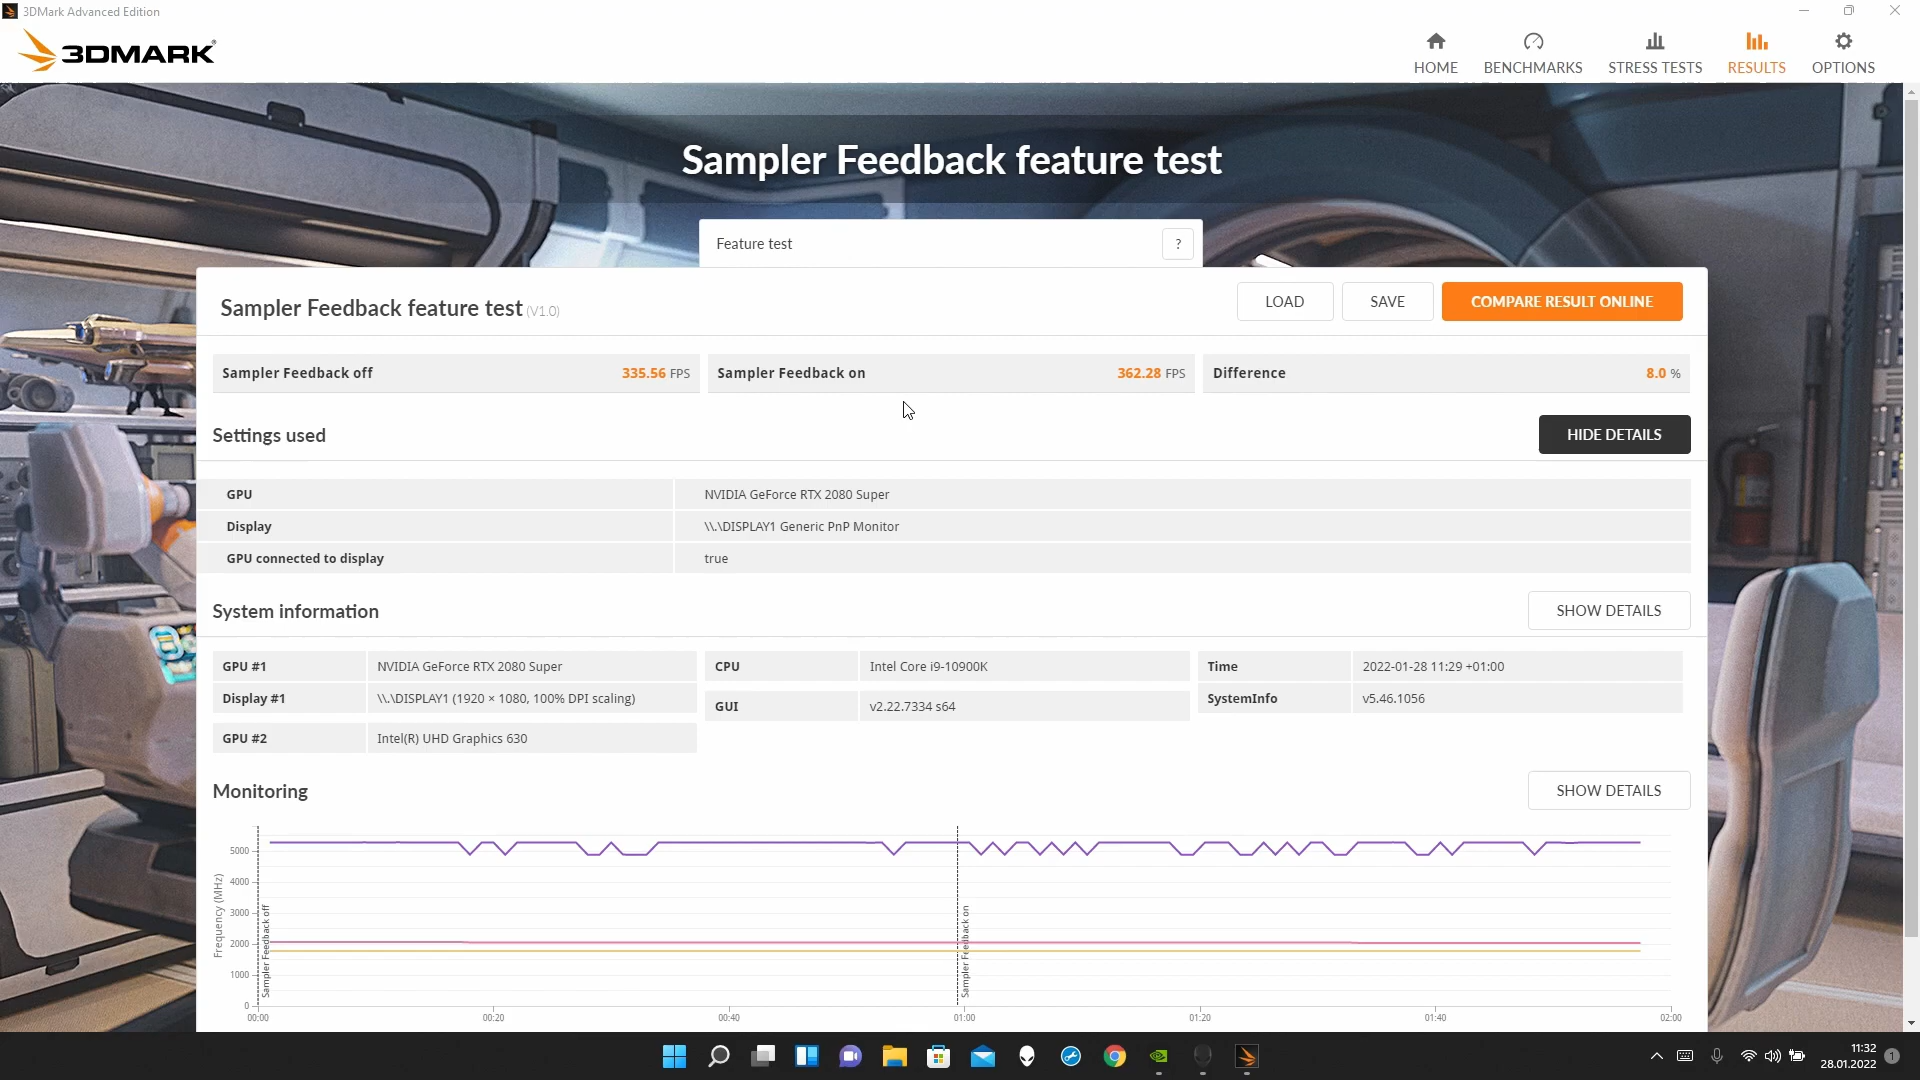 3DMark Advanced Edition
3DMARK®
HOME
BENCHMARKS
STRESS TESTS
RESULTS
OPTIONS
Sampler Feedback feature test
Feature test
?
Sampler Feedback feature test (V1.0)
LOAD
SAVE
COMPARE RESULT ONLINE
Sampler Feedback off 335.56 FPS
Sampler Feedback on 362.28 FPS
Difference 8.0 %
Settings used
HIDE DETAILS
GPU NVIDIA GeForce RTX 2080 Super
Display \\.\DISPLAY1 Generic PnP Monitor
GPU connected to display true
System information
SHOW DETAILS
GPU #1 NVIDIA GeForce RTX 2080 Super
Display #1 \\.\DISPLAY1 (1920 × 1080, 100% DPI scaling)
GPU #2 Intel(R) UHD Graphics 630
CPU Intel Core i9-10900K
GUI v2.22.7334 s64
Time 2022-01-28 11:29 +01:00
SystemInfo v5.46.1056
Monitoring
SHOW DETAILS
Frequency (MHz)
5000
4000
3000
2000
1000
0
Sampler Feedback off
Sampler Feedback on
00:00 00:20 00:40 01:00 01:20 01:40 02:00
11:32
28.01.2022
1